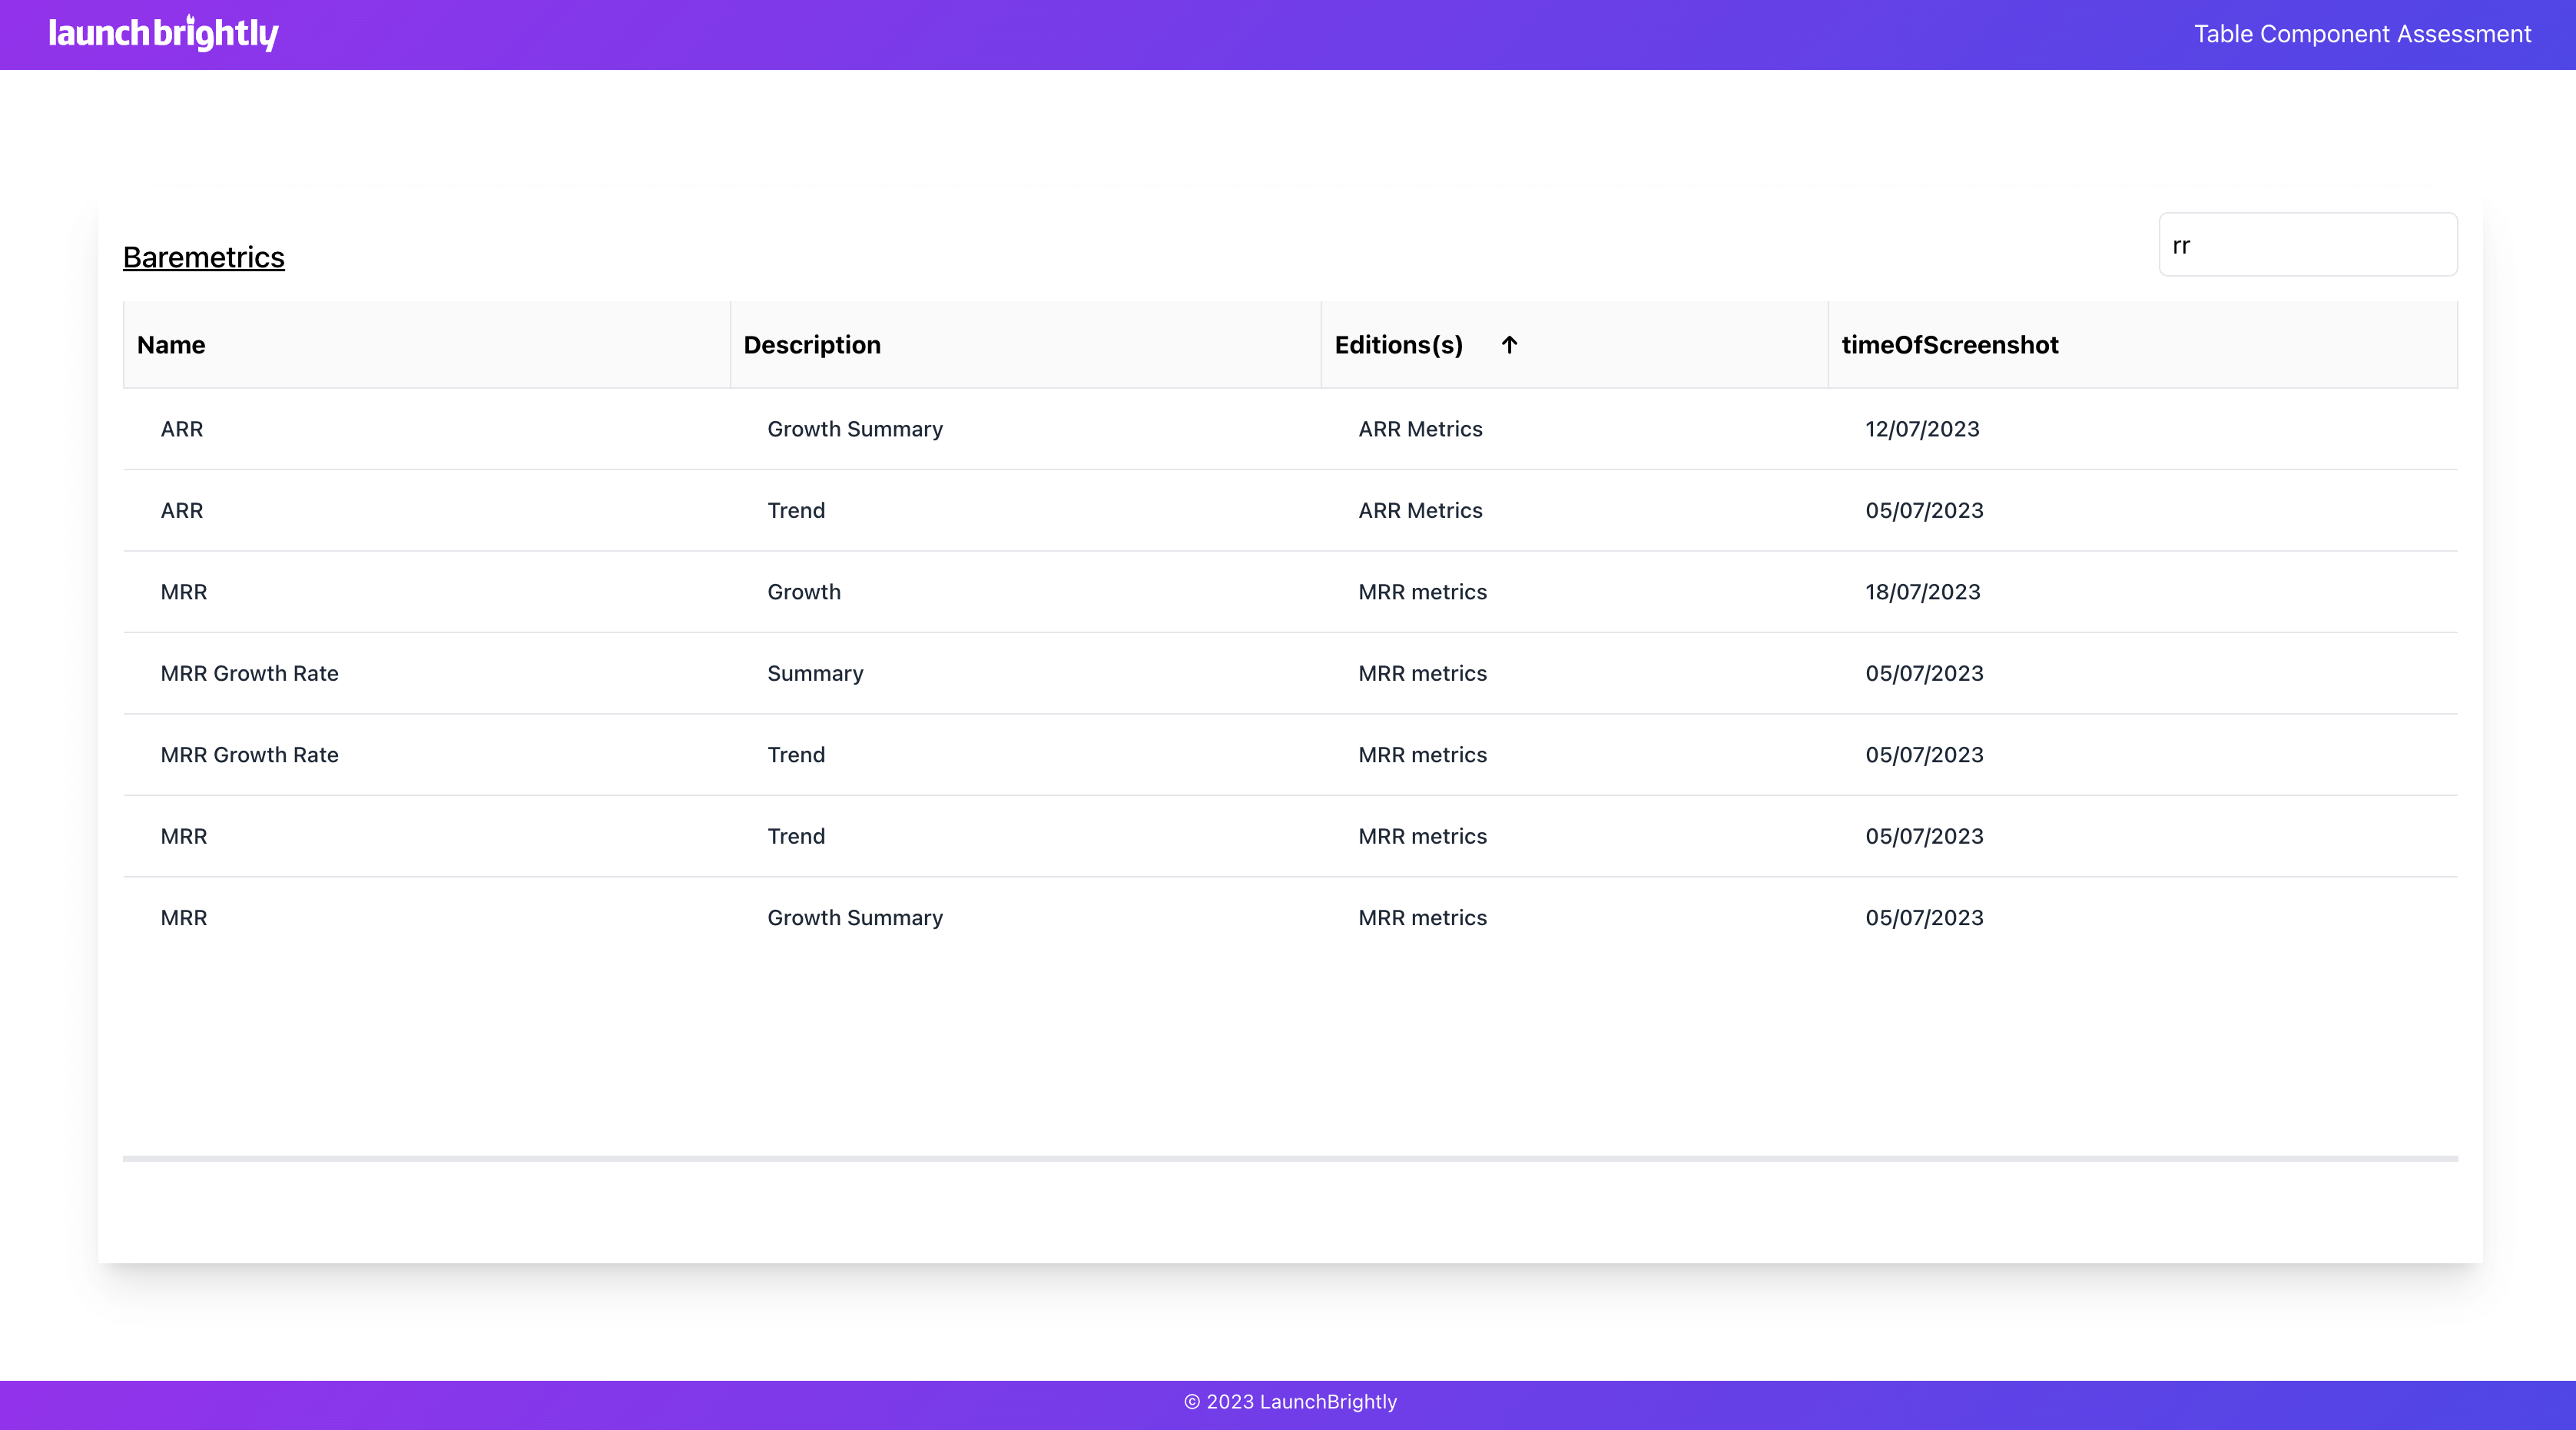 launchbrightly Table Component Assessment
Baremetrics rr
Name Description Editions(s) ↑ timeOfScreenshot
ARR Growth Summary ARR Metrics 12/07/2023
ARR Trend ARR Metrics 05/07/2023
MRR Growth MRR metrics 18/07/2023
MRR Growth Rate Summary MRR metrics 05/07/2023
MRR Growth Rate Trend MRR metrics 05/07/2023
MRR Trend MRR metrics 05/07/2023
MRR Growth Summary MRR metrics 05/07/2023
© 2023 LaunchBrightly